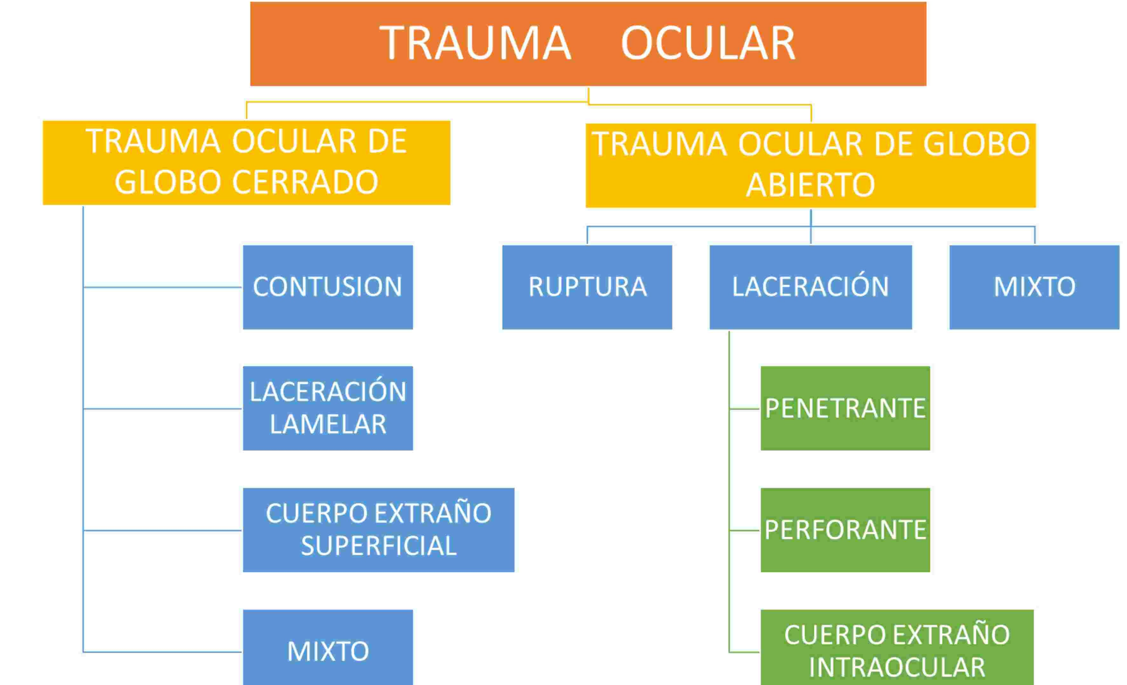 TRAUMA OCULAR
TRAUMA OCULAR DE
GLOBO CERRADO
CONTUSION
LACERACIÓN
LAMELAR
CUERPO EXTRAÑO
SUPERFICIAL
MIXTO
TRAUMA OCULAR DE GLOBO
ABIERTO
RUPTURA
LACERACIÓN
PENETRANTE
PERFORANTE
CUERPO EXTRAÑO
INTRAOCULAR
MIXTO